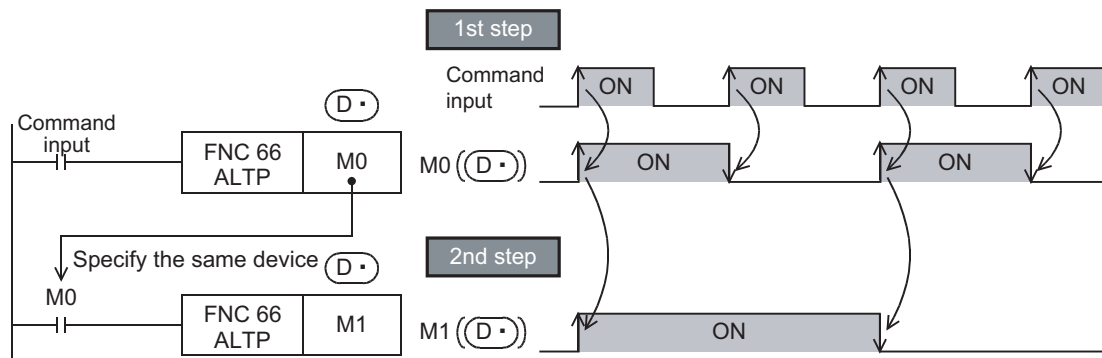 1st step
Command
input
ON
ON
ON
ON
D ·
Command
input
FNC 66
ALTP
M0
M0 ( D · )
ON
ON
Specify the same device
D ·
2nd step
M0
FNC 66
ALTP
M1
M1 ( D · )
ON